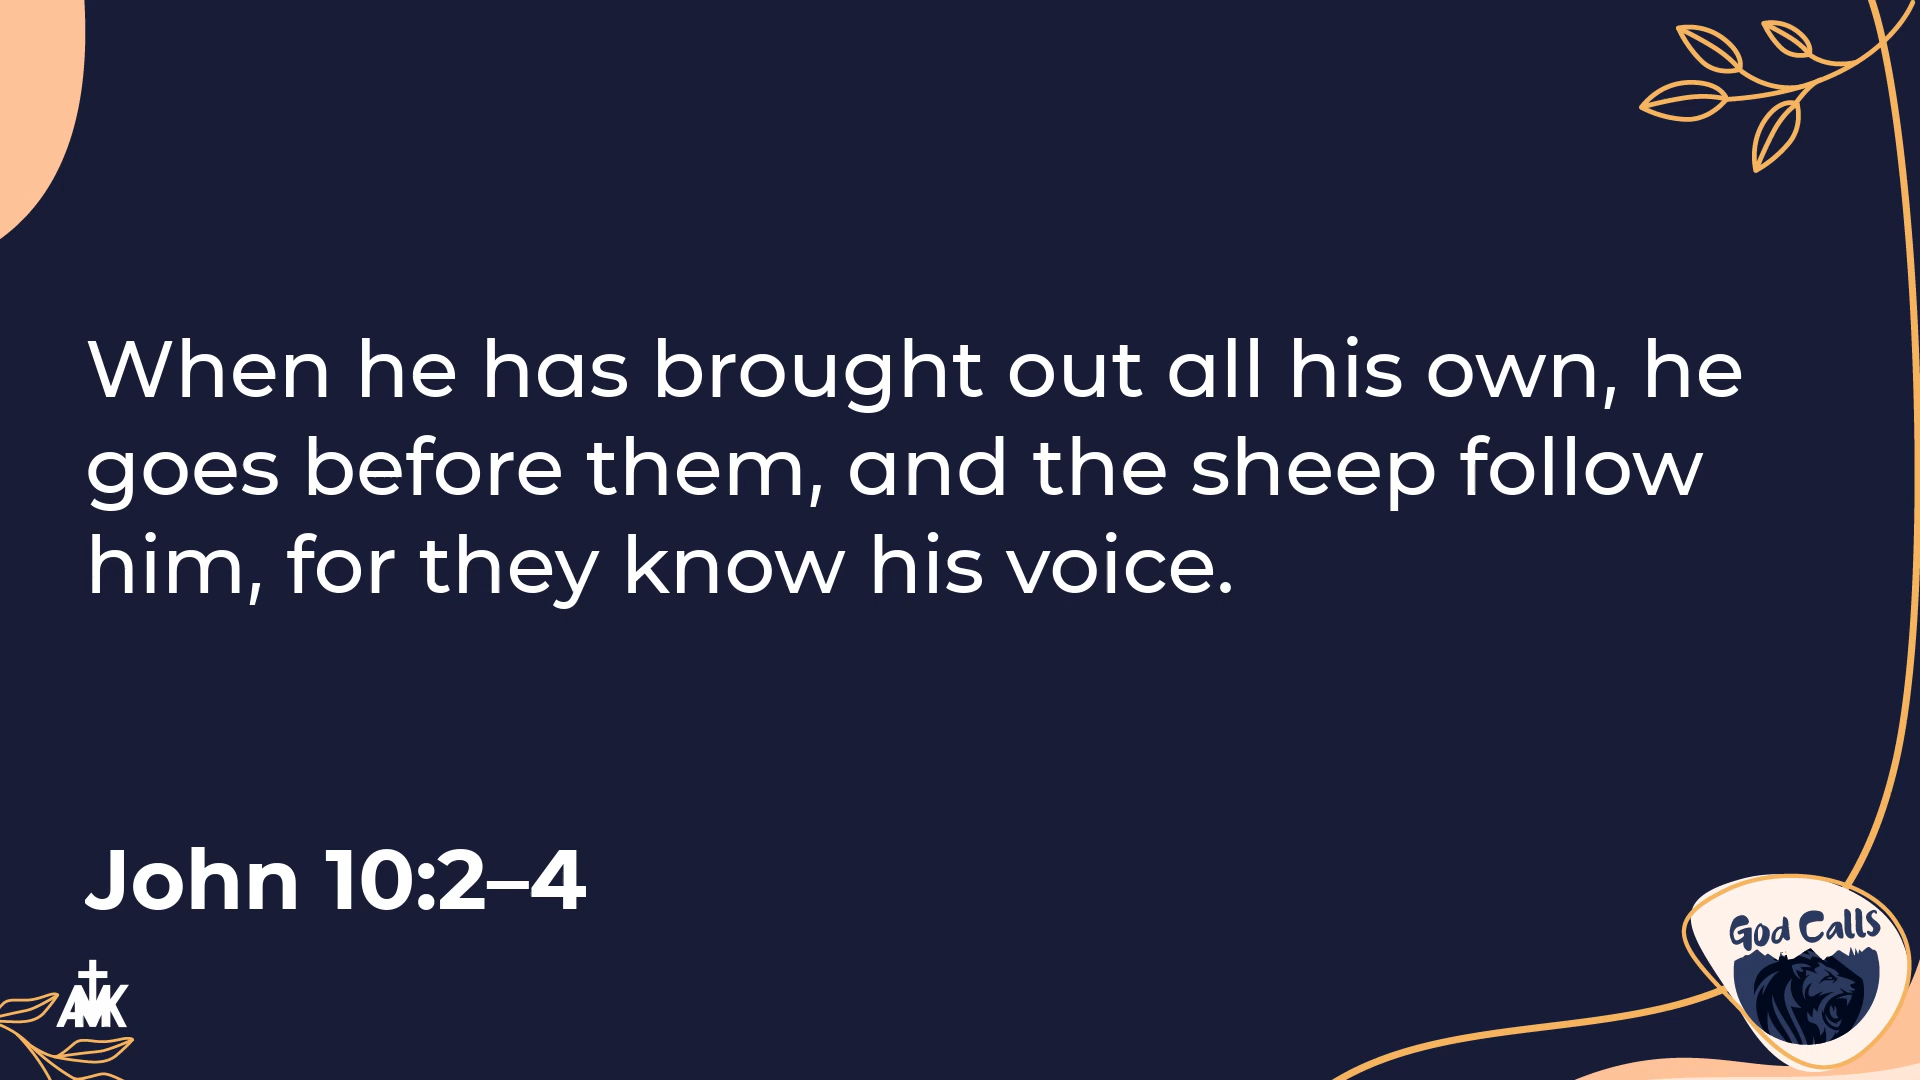 When he has brought out all his own, he
goes before them, and the sheep follow
him, for they know his voice.
John 10:2–4
AMK
God Calls